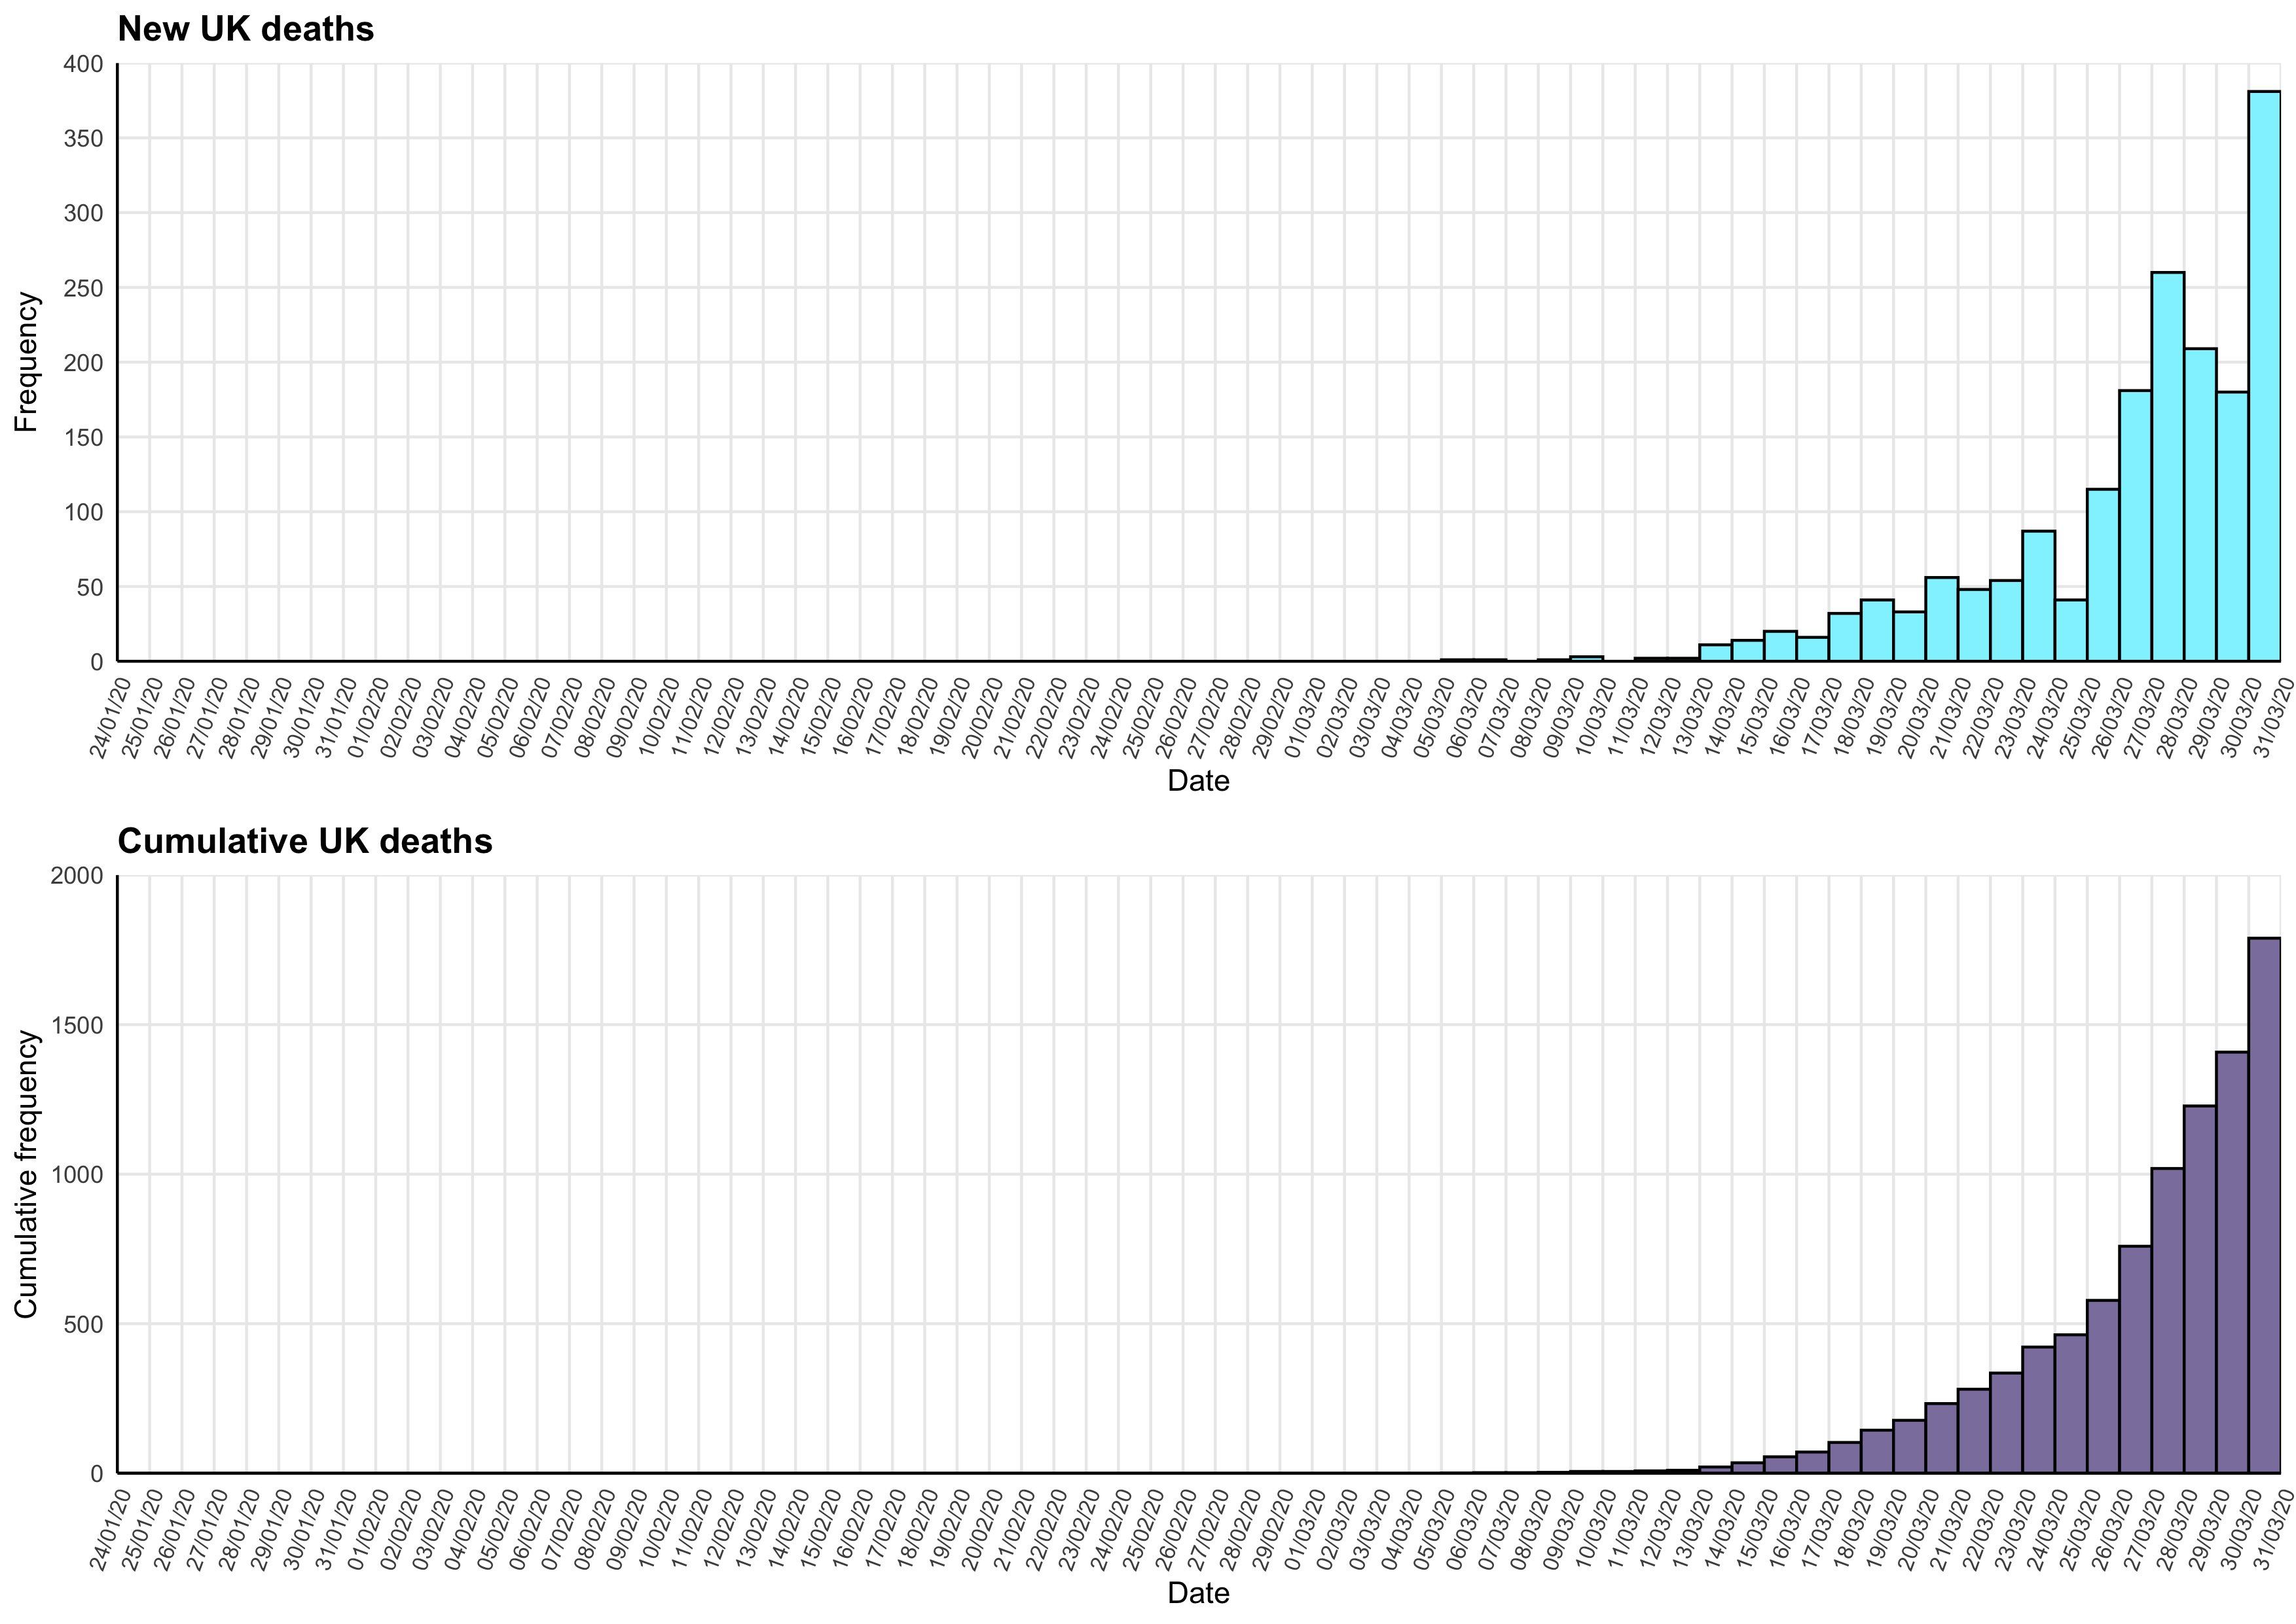 New UK deaths
400
350
300
250
200
150
100
50
0
Frequency
24/01/20 25/01/20 26/01/20 27/01/20 28/01/20 29/01/20 30/01/20 31/01/20 01/02/20 02/02/20 03/02/20 04/02/20 05/02/20 06/02/20 07/02/20 08/02/20 09/02/20 10/02/20 11/02/20 12/02/20 13/02/20 14/02/20 15/02/20 16/02/20 17/02/20 18/02/20 19/02/20 20/02/20 21/02/20 22/02/20 23/02/20 24/02/20 25/02/20 26/02/20 27/02/20 28/02/20 29/02/20 01/03/20 02/03/20 03/03/20 04/03/20 05/03/20 06/03/20 07/03/20 08/03/20 09/03/20 10/03/20 11/03/20 12/03/20 13/03/20 14/03/20 15/03/20 16/03/20 17/03/20 18/03/20 19/03/20 20/03/20 21/03/20 22/03/20 23/03/20 24/03/20 25/03/20 26/03/20 27/03/20 28/03/20 29/03/20 30/03/20 31/03/20
Date
Cumulative UK deaths
2000
1500
1000
500
0
Cumulative frequency
24/01/20 25/01/20 26/01/20 27/01/20 28/01/20 29/01/20 30/01/20 31/01/20 01/02/20 02/02/20 03/02/20 04/02/20 05/02/20 06/02/20 07/02/20 08/02/20 09/02/20 10/02/20 11/02/20 12/02/20 13/02/20 14/02/20 15/02/20 16/02/20 17/02/20 18/02/20 19/02/20 20/02/20 21/02/20 22/02/20 23/02/20 24/02/20 25/02/20 26/02/20 27/02/20 28/02/20 29/02/20 01/03/20 02/03/20 03/03/20 04/03/20 05/03/20 06/03/20 07/03/20 08/03/20 09/03/20 10/03/20 11/03/20 12/03/20 13/03/20 14/03/20 15/03/20 16/03/20 17/03/20 18/03/20 19/03/20 20/03/20 21/03/20 22/03/20 23/03/20 24/03/20 25/03/20 26/03/20 27/03/20 28/03/20 29/03/20 30/03/20 31/03/20
Date